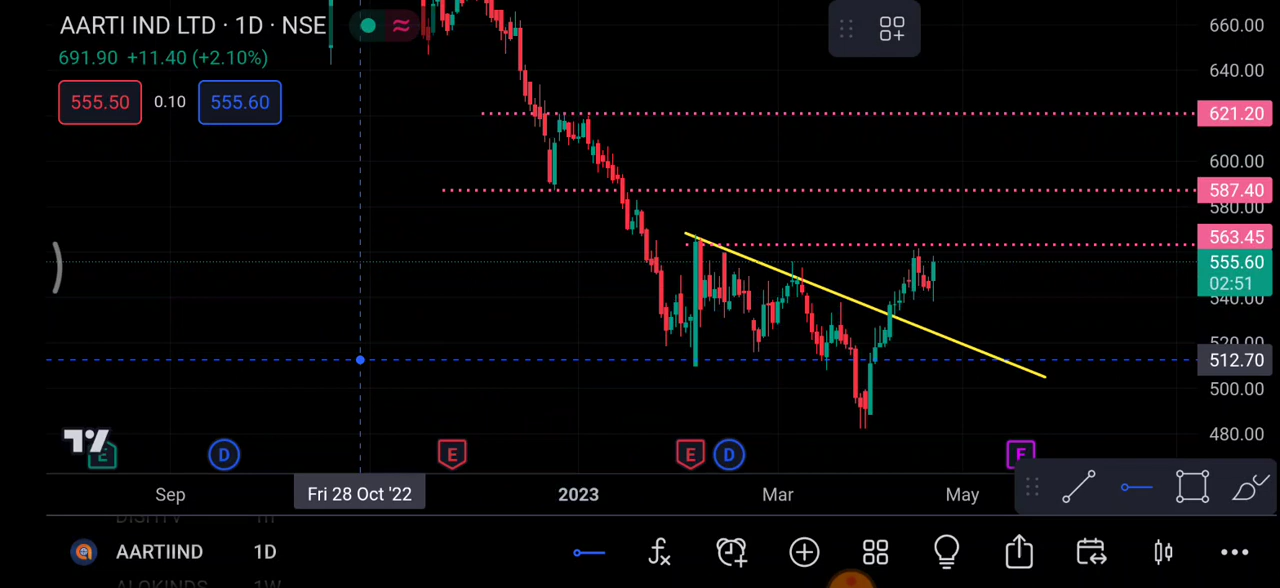 AARTI IND LTD · 1D · NSE
691.90 +11.40 (+2.10%)
555.50 0.10 555.60
660.00
640.00
621.20
600.00
587.40
580.00
563.45
555.60
02:51
540.00
520.00
512.70
500.00
480.00
E D E E D E
Sep Fri 28 Oct '22 2023 Mar May
AARTIIND 1D
ALOKINDS 1W